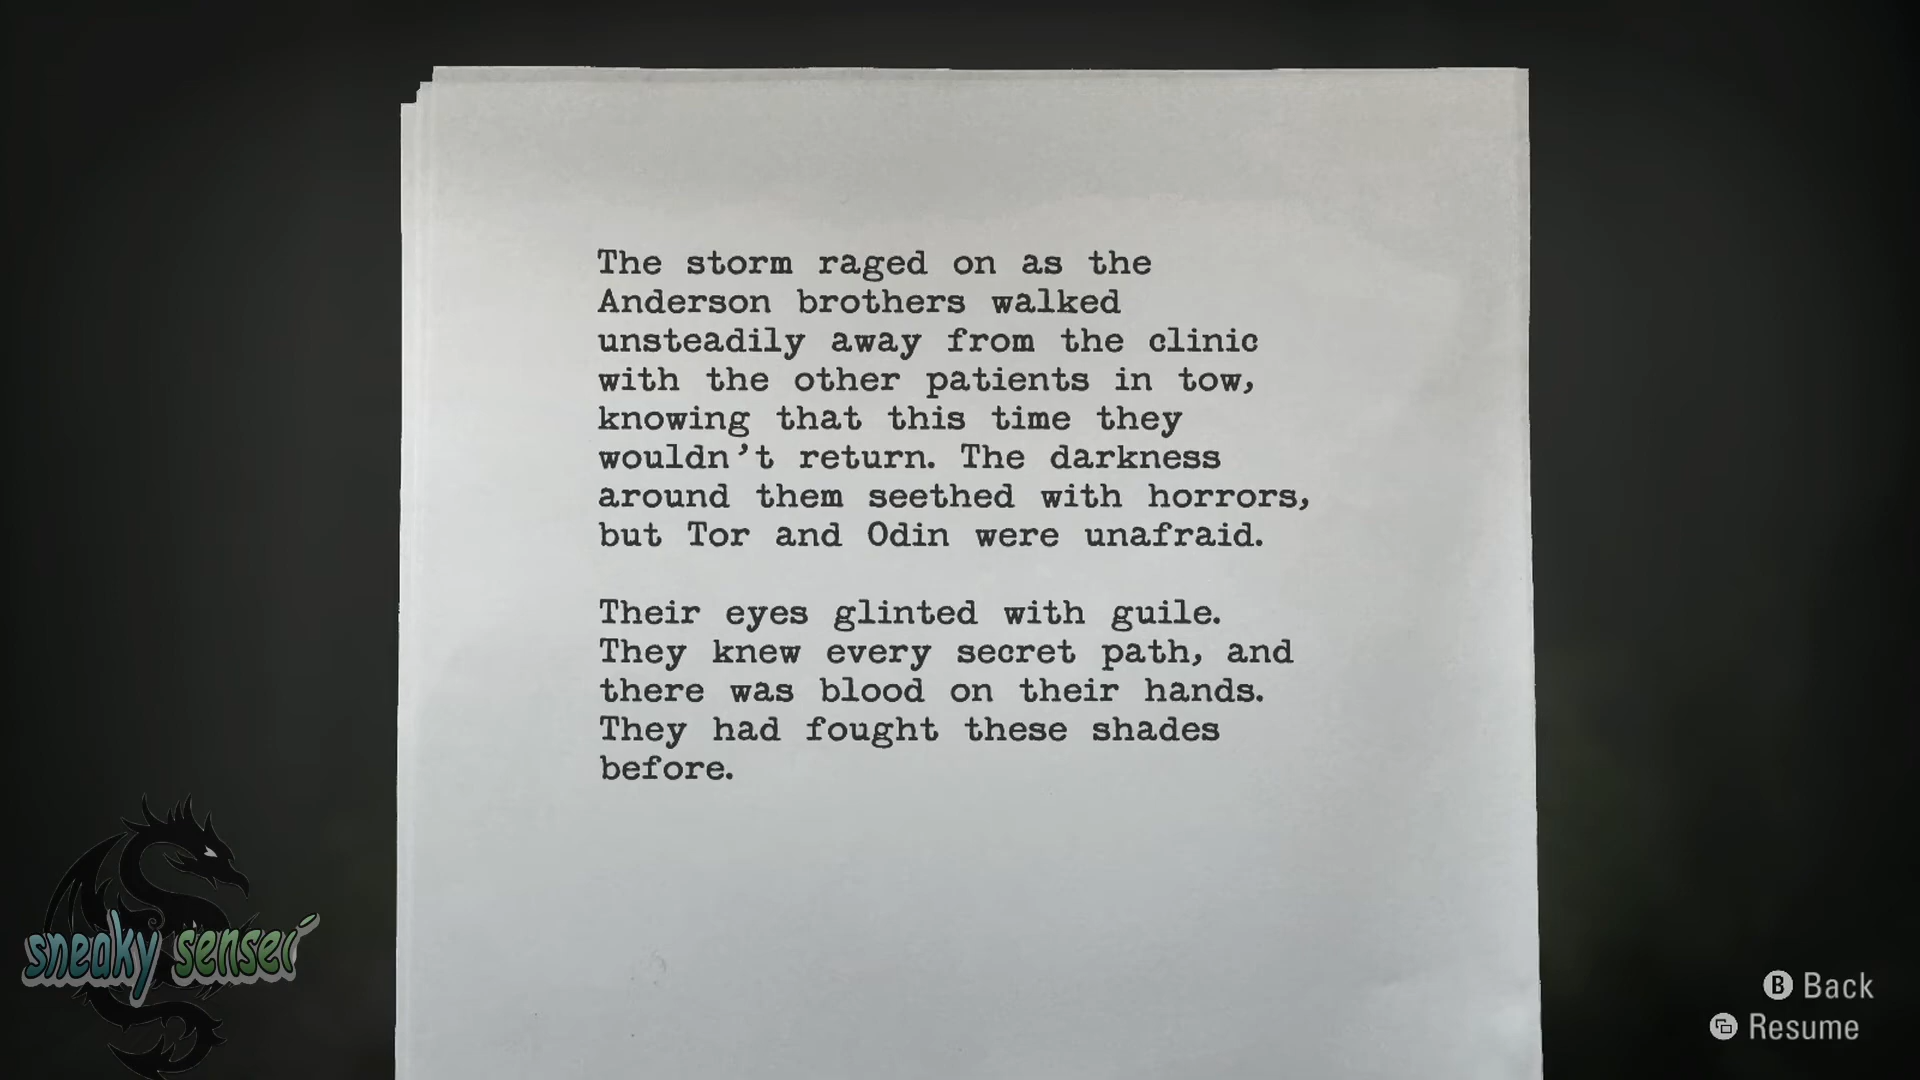 The storm raged on as the
Anderson brothers walked
unsteadily away from the clinic
with the other patients in tow,
knowing that this time they
wouldn't return. The darkness
around them seethed with horrors,
but Tor and Odin were unafraid.
Their eyes glinted with guile.
They knew every secret path, and
there was blood on their hands.
They had fought these shades
before.
sneaky sensei
B Back
Resume